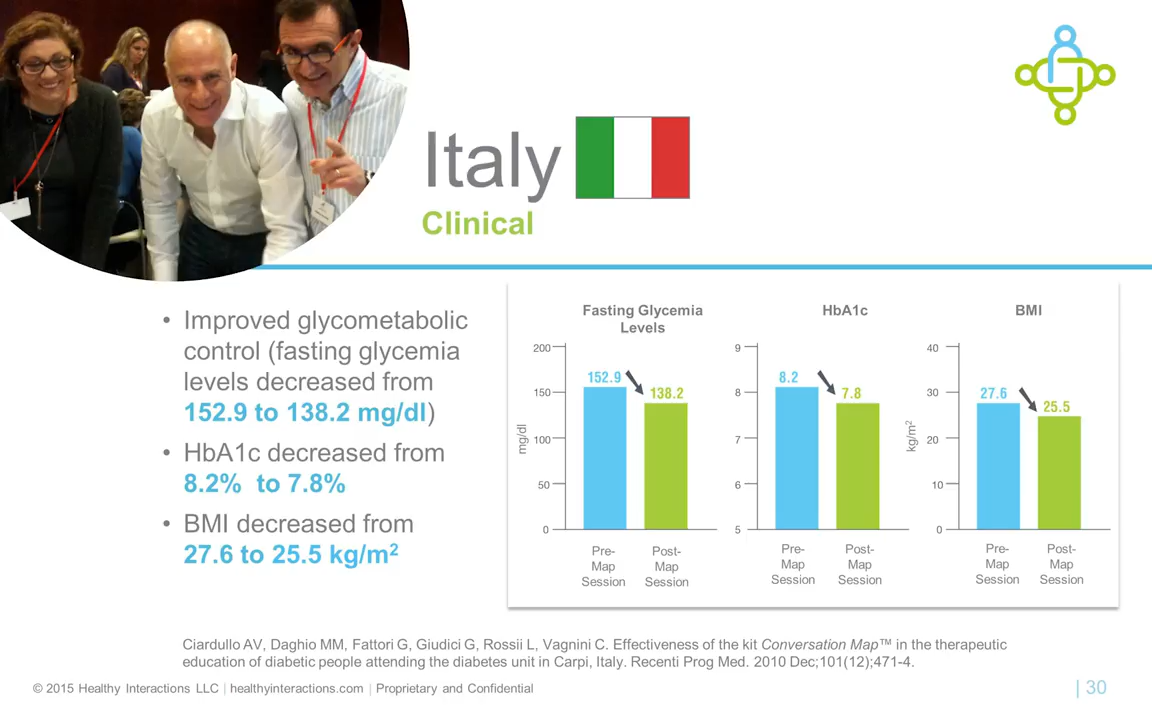 Italy
Clinical
• Improved glycometabolic
control (fasting glycemia
levels decreased from
152.9 to 138.2 mg/dl)
• HbA1c decreased from
8.2%  to 7.8%
• BMI decreased from
27.6 to 25.5 kg/m²
Fasting Glycemia
Levels
200
150
100
50
0
mg/dl
152.9
138.2
Pre-
Map
Session
Post-
Map
Session
HbA1c
9
8
7
6
5
8.2
7.8
Pre-
Map
Session
Post-
Map
Session
BMI
40
30
20
10
0
kg/m²
27.6
25.5
Pre-
Map
Session
Post-
Map
Session
Ciardullo AV, Daghio MM, Fattori G, Giudici G, Rossii L, Vagnini C. Effectiveness of the kit Conversation Map™ in the therapeutic
education of diabetic people attending the diabetes unit in Carpi, Italy. Recenti Prog Med. 2010 Dec;101(12);471-4.
© 2015 Healthy Interactions LLC | healthyinteractions.com | Proprietary and Confidential
| 30